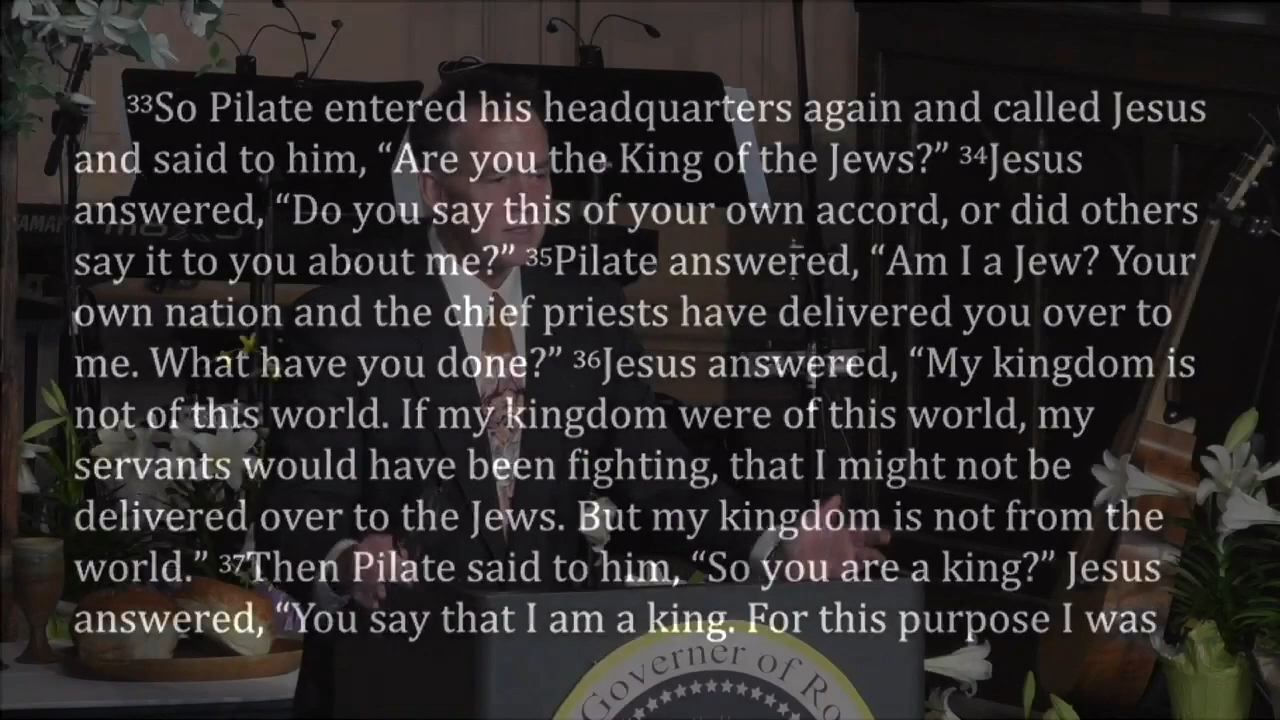 ³³So Pilate entered his headquarters again and called Jesus
and said to him, “Are you the King of the Jews?” ³⁴Jesus
answered, “Do you say this of your own accord, or did others
say it to you about me?” ³⁵Pilate answered, “Am I a Jew? Your
own nation and the chief priests have delivered you over to
me. What have you done?” ³⁶Jesus answered, “My kingdom is
not of this world. If my kingdom were of this world, my
servants would have been fighting, that I might not be
delivered over to the Jews. But my kingdom is not from the
world.” ³⁷Then Pilate said to him, “So you are a king?” Jesus
answered, “You say that I am a king. For this purpose I was
Governer of Ro